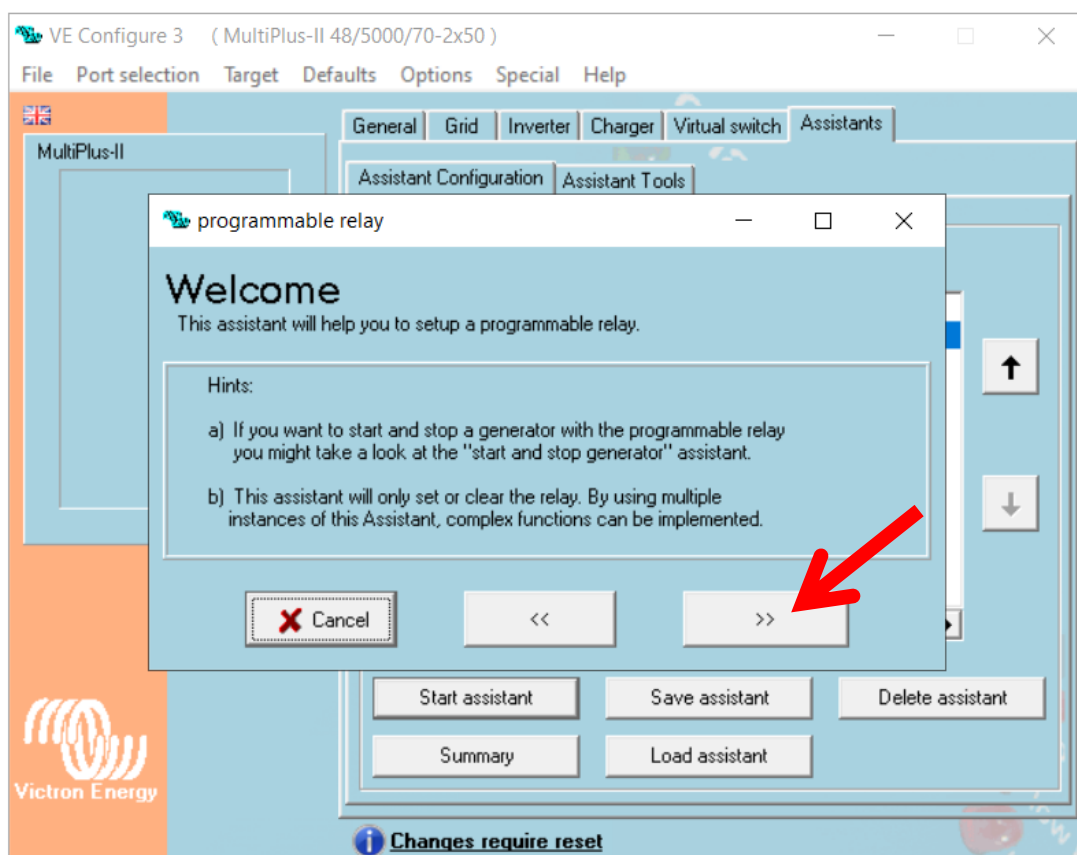 VE Configure 3 ( MultiPlus-II 48/5000/70-2x50 )
File Port selection Target Defaults Options Special Help
General Grid Inverter Charger Virtual switch Assistants
MultiPlus-II
Assistant Configuration Assistant Tools
programmable relay
Welcome
This assistant will help you to setup a programmable relay.
Hints:
a) If you want to start and stop a generator with the programmable relay
you might take a look at the "start and stop generator" assistant.
b) This assistant will only set or clear the relay. By using multiple
instances of this Assistant, complex functions can be implemented.
Cancel << >>
Start assistant Save assistant Delete assistant
Summary Load assistant
Victron Energy
Changes require reset